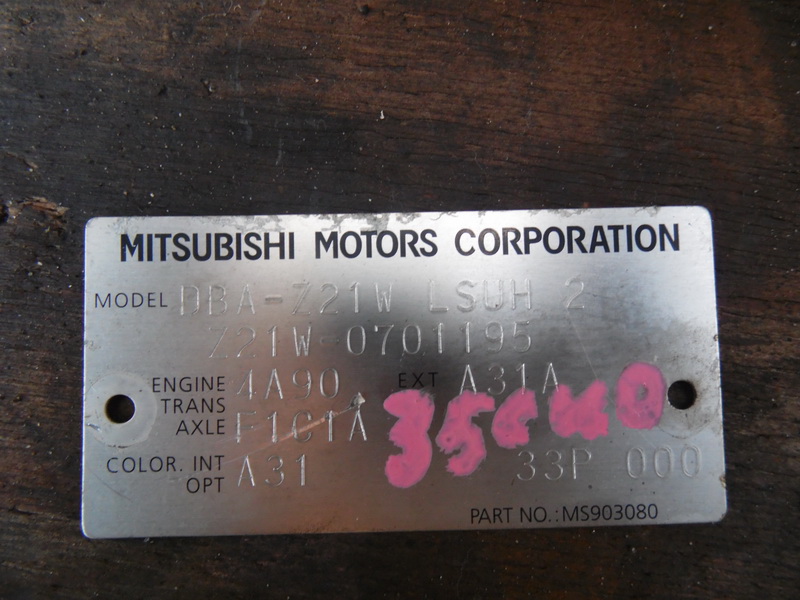 MITSUBISHI MOTORS CORPORATION
MODEL DBA-Z21W LSUH 2
Z21W-0701195
ENGINE 4A90 EXT A31A
TRANS AXLE F1C1A
COLOR. INT OPT A31 33P 000
PART NO.:MS903080